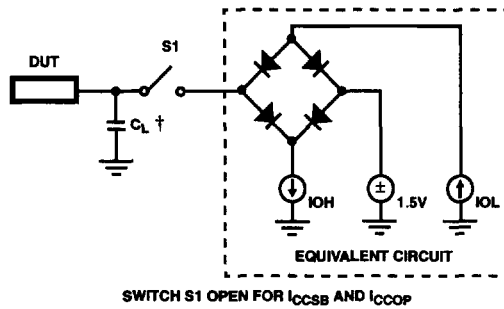 S1
DUT
C_L †
±
IOH
1.5V
IOL
EQUIVALENT CIRCUIT
SWITCH S1 OPEN FOR I_CCSB AND I_CCOP